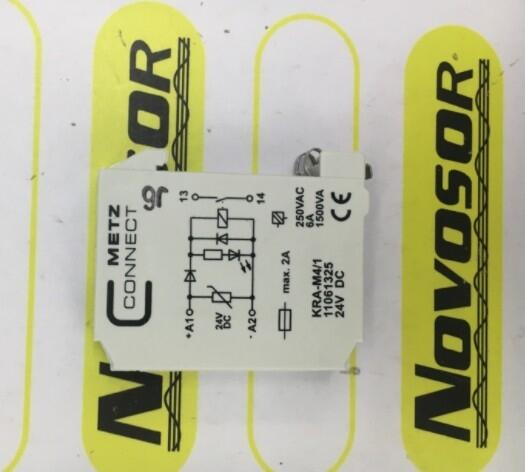 METZ
CONNECT
gr
13
14
+A1
24V
DC
- A2
max. 2A
250VAC
6A
1500VA
CE
KRA-M4/1
11061325
24V DC
NOVOSOR
NOVOSOR